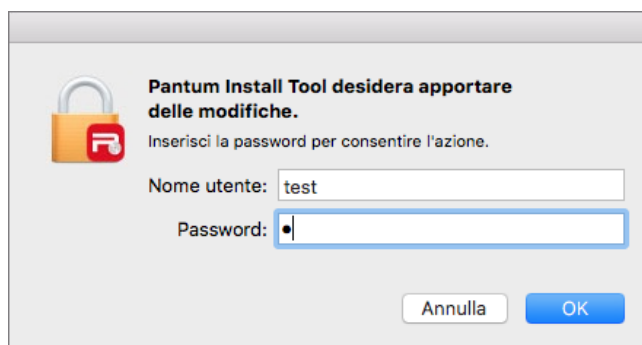 Pantum Install Tool desidera apportare
delle modifiche.
Inserisci la password per consentire l'azione.
Nome utente: test
Password: •
Annulla OK